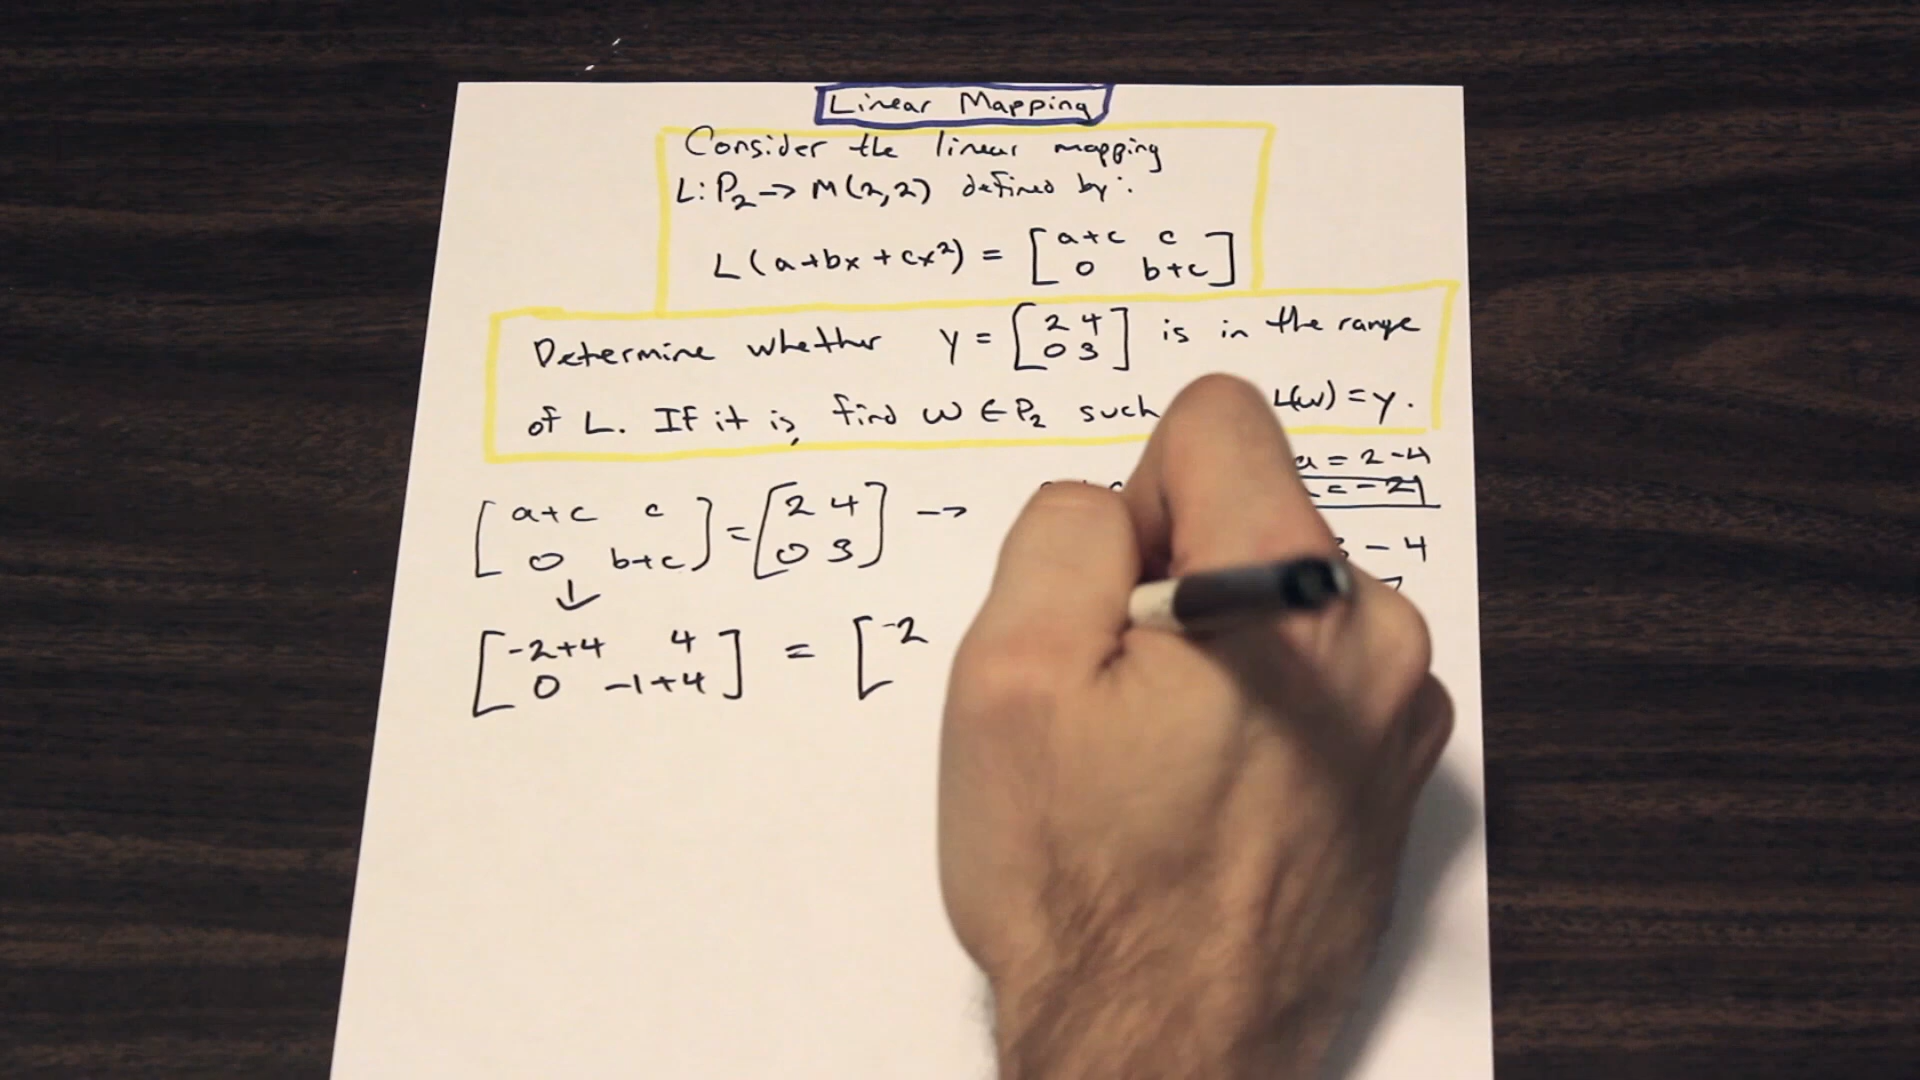 Linear Mapping
Consider the linear mapping
L: P₂ → M(2,2) defined by:
L(a+bx+cx²) = [a+c c
0 b+c]
Determine whether y = [2 4
0 3] is in the range
of L. If it is, find w ∈ P₂ such L(w) = y.
a = 2-4
= -2
[a+c c
0 b+c] = [2 4
0 3] →
- 4
↓
[-2+4 4
0 -1+4] = [-2